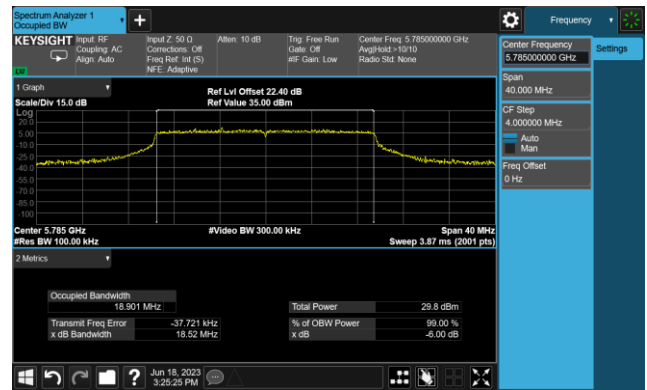 Spectrum Analyzer 1
Occupied BW
+
Frequency
KEYSIGHT
Input: RF
Coupling: AC
Align: Auto
Input Z: 50 Ω
Corrections: Off
Freq Ref: Int (S)
NFE: Adaptive
Atten: 10 dB
Trig: Free Run
Gate: Off
#IF Gain: Low
Center Freq: 5.785000000 GHz
Avg|Hold:>10/10
Radio Std: None
Center Frequency
5.785000000 GHz
Settings
Span
40.000 MHz
CF Step
4.000000 MHz
Auto
Man
Freq Offset
0 Hz
1 Graph
Ref Lvl Offset 22.40 dB
Scale/Div 15.0 dB
Ref Value 35.00 dBm
Log
20.0
5.00
-10.0
-25.0
-40.0
-55.0
-70.0
-85.0
-100
Center 5.785 GHz
#Video BW 300.00 kHz
Span 40 MHz
#Res BW 100.00 kHz
Sweep 3.87 ms (2001 pts)
2 Metrics
Occupied Bandwidth
18.901 MHz
Total Power
29.8 dBm
Transmit Freq Error
-37.721 kHz
% of OBW Power
99.00 %
x dB Bandwidth
18.52 MHz
x dB
-6.00 dB
?
Jun 18, 2023
3:25:25 PM